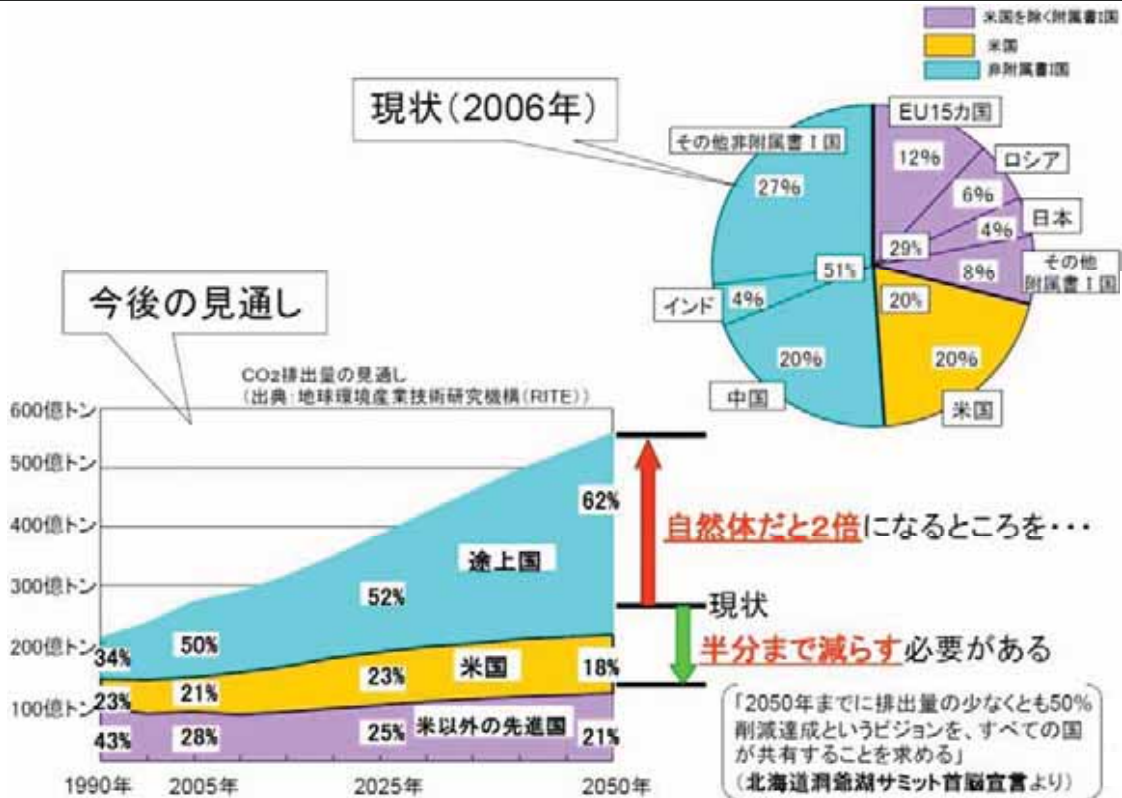 米国を除く附属書I国
米国
非附属書I国
現状(2006年)
EU15カ国
12%
ロシア
6%
日本
4%
その他
附属書Ⅰ国
8%
29%
20%
20%
米国
中国
20%
インド
4%
51%
その他非附属書Ⅰ国
27%
今後の見通し
CO2排出量の見通し
(出典:地球環境産業技術研究機構(RITE))
600億トン
500億トン
400億トン
300億トン
200億トン
100億トン
34%
50%
52%
62%
途上国
23%
21%
23%
18%
米国
43%
28%
25%
21%
米以外の先進国
1990年
2005年
2025年
2050年
自然体だと2倍になるところを・・・
現状
半分まで減らす必要がある
「2050年までに排出量の少なくとも50%
削減達成というビジョンを、すべての国
が共有することを求める」
(北海道洞爺湖サミット首脳宣言より)